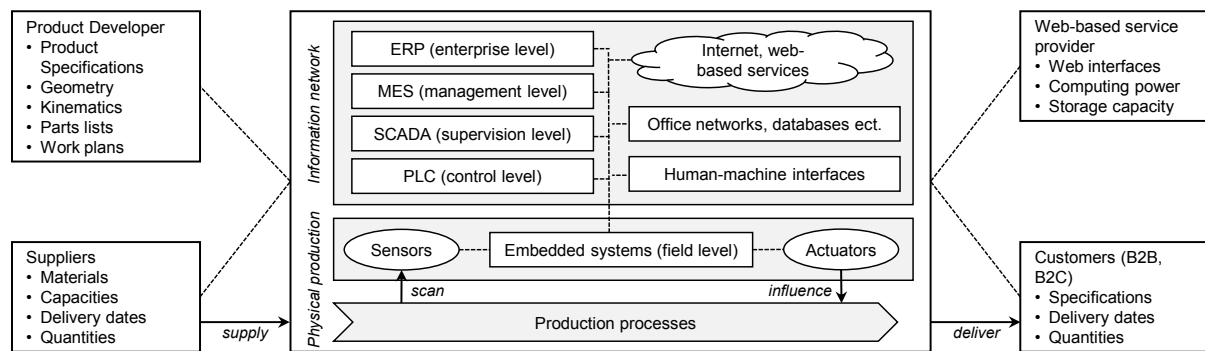 Product Developer
• Product
Specifications
• Geometry
• Kinematics
• Parts lists
• Work plans
Suppliers
• Materials
• Capacities
• Delivery dates
• Quantities
supply
Information network
ERP (enterprise level)
MES (management level)
SCADA (supervision level)
PLC (control level)
Internet, web-
based services
Office networks, databases ect.
Human-machine interfaces
Physical production
Sensors
Embedded systems (field level)
Actuators
scan
influence
Production processes
Web-based service
provider
• Web interfaces
• Computing power
• Storage capacity
Customers (B2B,
B2C)
• Specifications
• Delivery dates
• Quantities
deliver